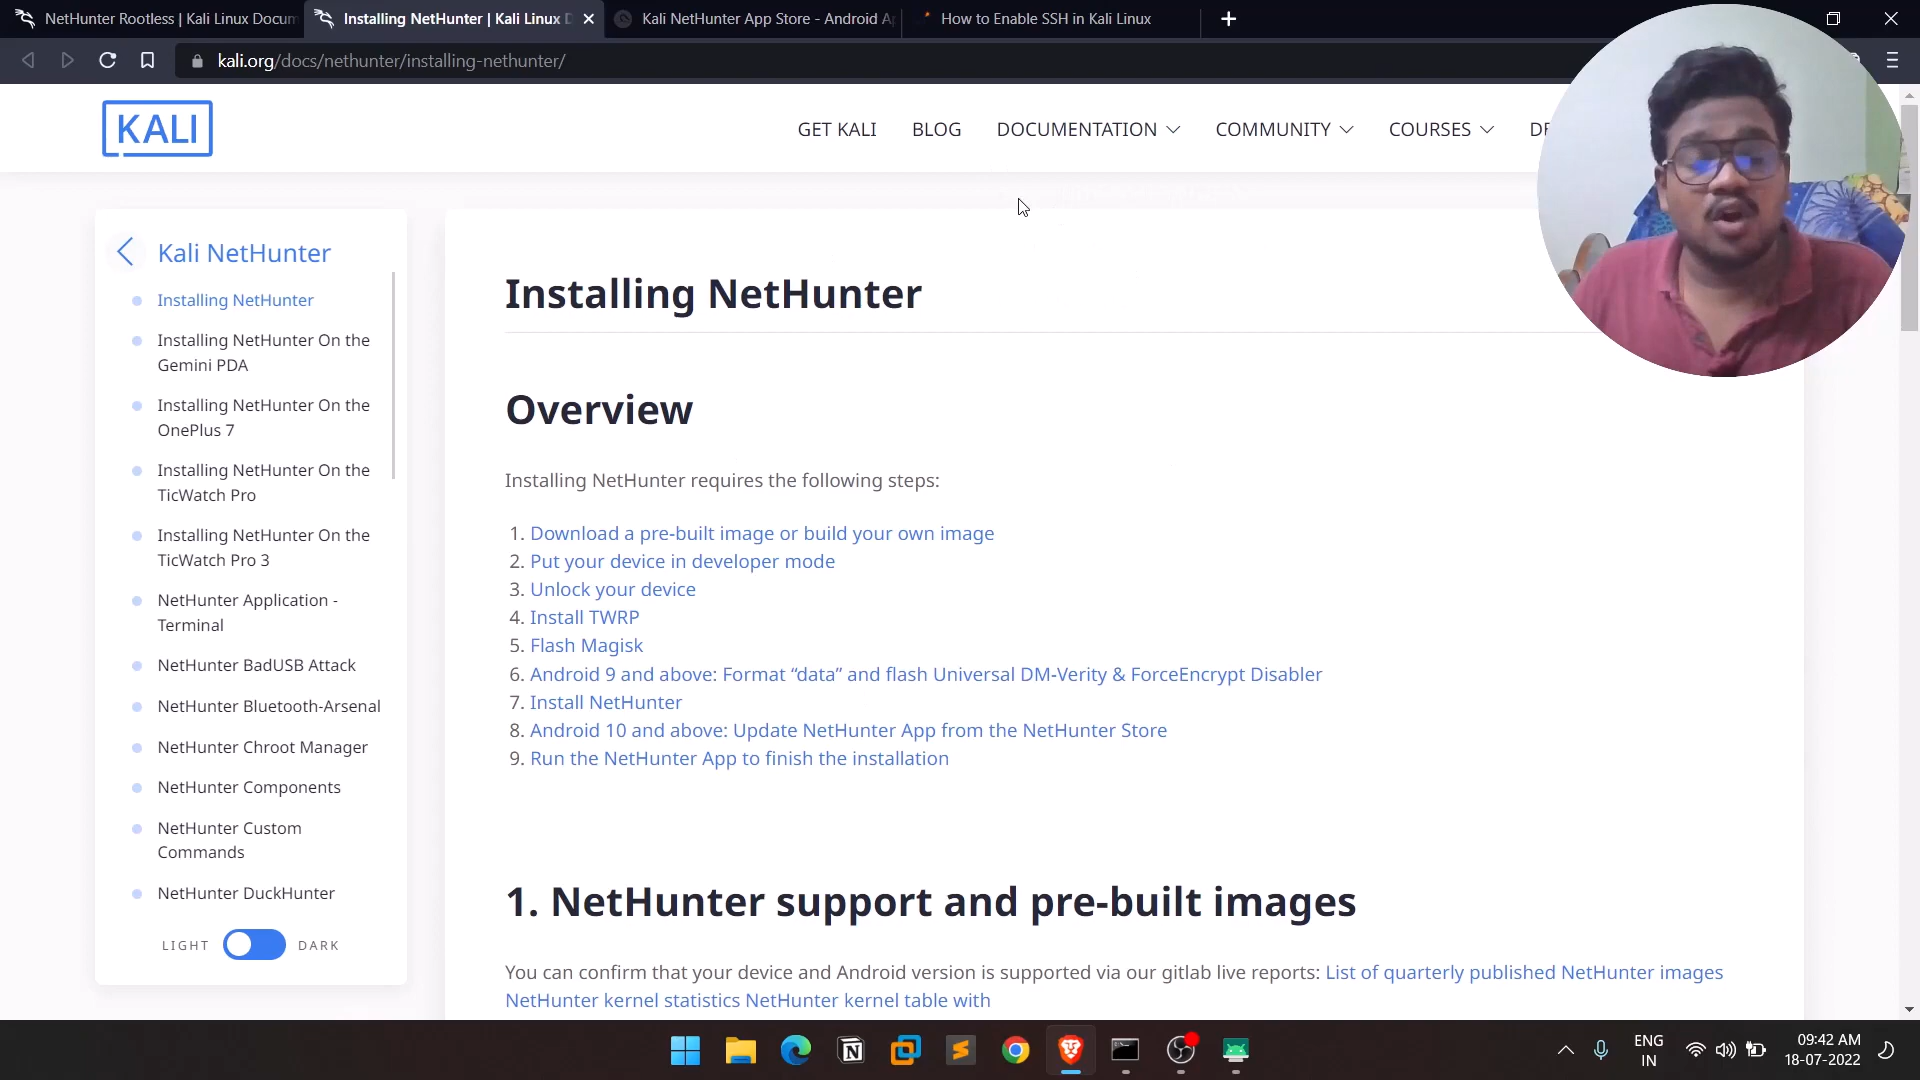 NetHunter Rootless | Kali Linux Docum
Installing NetHunter | Kali Linux D
Kali NetHunter App Store - Android A
How to Enable SSH in Kali Linux
kali.org/docs/nethunter/installing-nethunter/
KALI
GET KALI
BLOG
DOCUMENTATION
COMMUNITY
COURSES
DE
Kali NetHunter
Installing NetHunter
Installing NetHunter On the
Gemini PDA
Installing NetHunter On the
OnePlus 7
Installing NetHunter On the
TicWatch Pro
Installing NetHunter On the
TicWatch Pro 3
NetHunter Application -
Terminal
NetHunter BadUSB Attack
NetHunter Bluetooth-Arsenal
NetHunter Chroot Manager
NetHunter Components
NetHunter Custom
Commands
NetHunter DuckHunter
LIGHT
DARK
Installing NetHunter
Overview
Installing NetHunter requires the following steps:
1. Download a pre-built image or build your own image
2. Put your device in developer mode
3. Unlock your device
4. Install TWRP
5. Flash Magisk
6. Android 9 and above: Format “data” and flash Universal DM-Verity & ForceEncrypt Disabler
7. Install NetHunter
8. Android 10 and above: Update NetHunter App from the NetHunter Store
9. Run the NetHunter App to finish the installation
1. NetHunter support and pre-built images
You can confirm that your device and Android version is supported via our gitlab live reports: List of quarterly published NetHunter images
NetHunter kernel statistics NetHunter kernel table with
ENG
IN
09:42 AM
18-07-2022